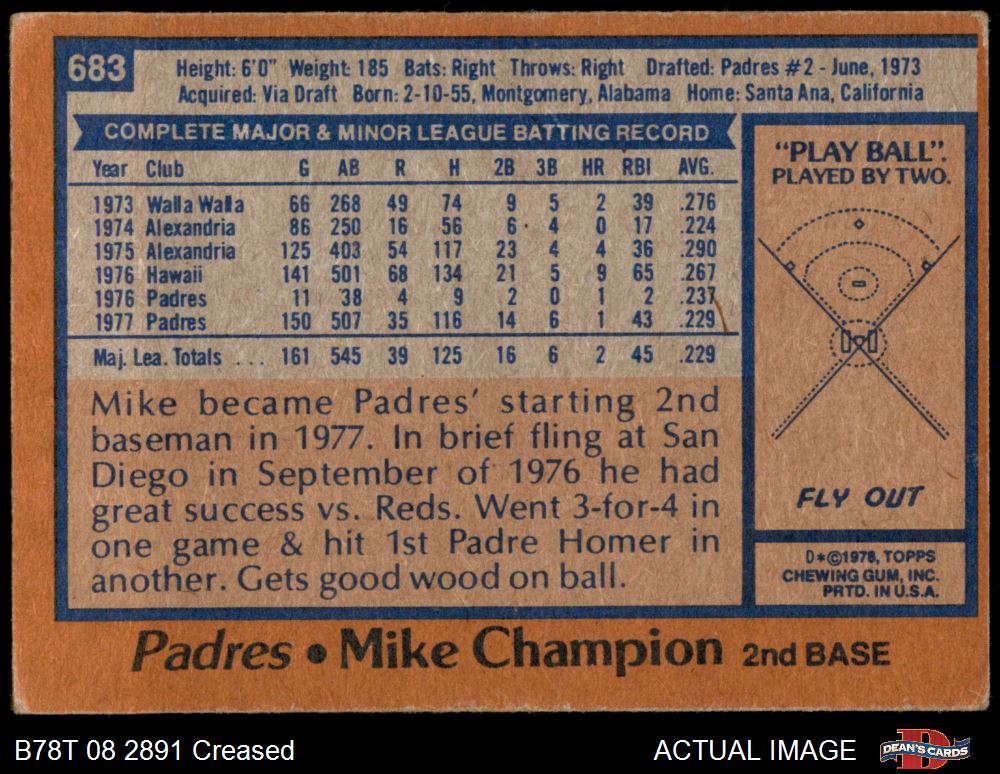 683
Height: 6'0" Weight: 185 Bats: Right Throws: Right Drafted: Padres #2 - June, 1973
Acquired: Via Draft Born: 2-10-55, Montgomery, Alabama Home: Santa Ana, California
COMPLETE MAJOR & MINOR LEAGUE BATTING RECORD
Year Club G AB R H 2B 3B HR RBI AVG.
1973 Walla Walla 66 268 49 74 9 5 2 39 .276
1974 Alexandria 86 250 16 56 6 4 0 17 .224
1975 Alexandria 125 403 54 117 23 4 4 36 .290
1976 Hawaii 141 501 68 134 21 5 9 65 .267
1976 Padres 11 38 4 9 2 0 1 2 .237
1977 Padres 150 507 35 116 14 6 1 43 .229
Maj. Lea. Totals ... 161 545 39 125 16 6 2 45 .229
Mike became Padres' starting 2nd
baseman in 1977. In brief fling at San
Diego in September of 1976 he had
great success vs. Reds. Went 3-for-4 in
one game & hit 1st Padre Homer in
another. Gets good wood on ball.
"PLAY BALL".
PLAYED BY TWO.
FLY OUT
D*©1978, TOPPS
CHEWING GUM, INC.
PRTD. IN U.S.A.
Padres • Mike Champion 2nd BASE
B78T 08 2891 Creased
ACTUAL IMAGE
DEAN'S CARDS